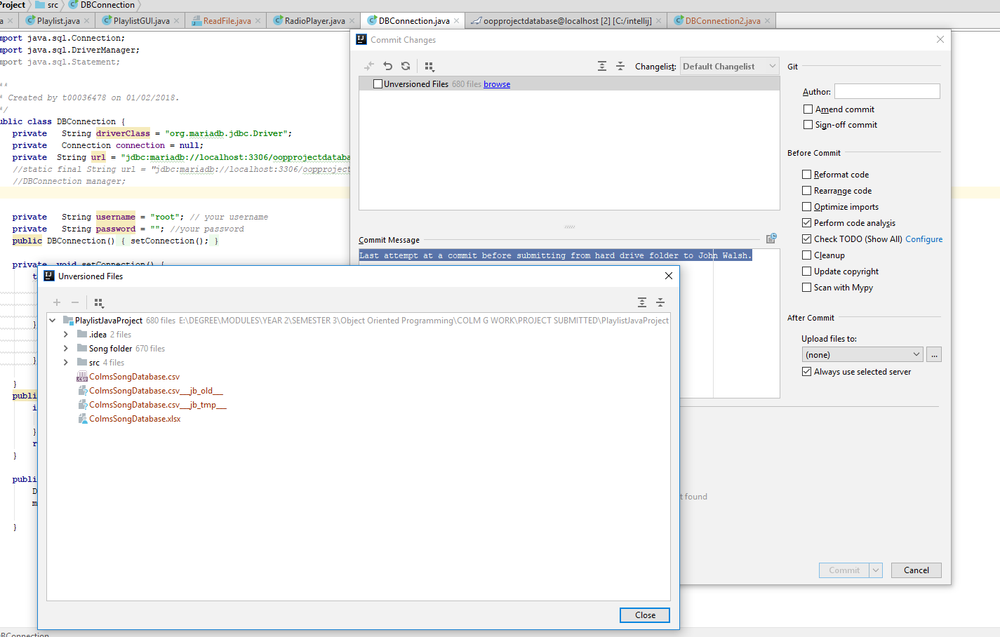 Project src DBConnection
Playlist.java PlaylistGUI.java ReadFile.java RadioPlayer.java DBConnection.java oopprojectdatabase@localhost [2] [C:/intellij] DBConnection2.java
mport java.sql.Connection;
mport java.sql.DriverManager;
mport java.sql.Statement;
**
* Created by t00036478 on 01/02/2018.
*/
ublic class DBConnection {
private String driverClass = "org.mariadb.jdbc.Driver";
private Connection connection = null;
private String url = "jdbc:mariadb://localhost:3306/oopprojectdataba
//static final String url = "jdbc:mariadb://localhost:3306/oopproject
//DBConnection manager;
private String username = "root"; // your username
private String password = ""; //your password
public DBConnection() { setConnection(); }
private void setConnection() {
t
}
}
}
publi
i
}
r
}
publi
D
m
}
DBConnection
Commit Changes
Changelist: Default Changelist
Unversioned Files 680 files browse
Commit Message
Last attempt at a commit before submitting from hard drive folder to John Walsh.
Git
Author:
Amend commit
Sign-off commit
Before Commit
Reformat code
Rearrange code
Optimize imports
Perform code analysis
Check TODO (Show All) Configure
Cleanup
Update copyright
Scan with Mypy
After Commit
Upload files to:
(none) ...
Always use selected server
t found
Commit Cancel
Unversioned Files
PlaylistJavaProject 680 files E:\DEGREE\MODULES\YEAR 2\SEMESTER 3\Object Oriented Programming\COLM G WORK\PROJECT SUBMITTED\PlaylistJavaProject
.idea 2 files
Song folder 670 files
src 4 files
ColmsSongDatabase.csv
ColmsSongDatabase.csv___jb_old___
ColmsSongDatabase.csv___jb_tmp___
ColmsSongDatabase.xlsx
Close